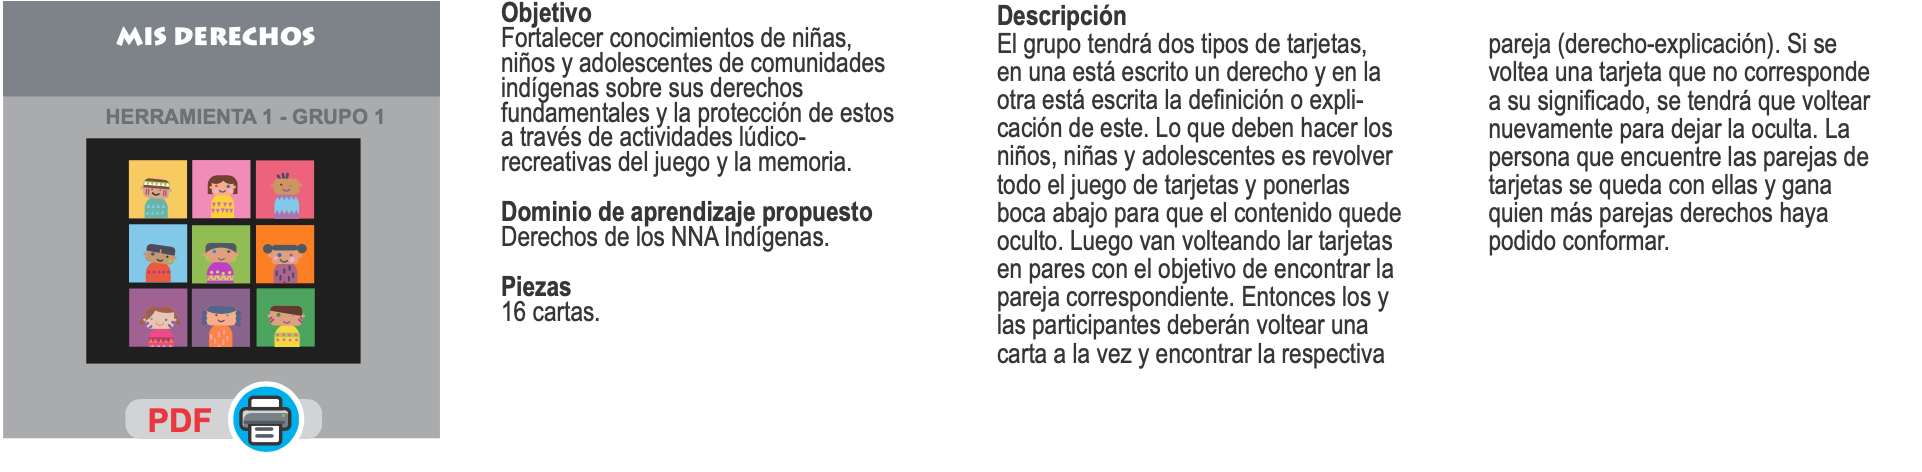 MIS DERECHOS
HERRAMIENTA 1 - GRUPO 1
PDF
Objetivo
Fortalecer conocimientos de niñas,
niños y adolescentes de comunidades
indígenas sobre sus derechos
fundamentales y la protección de estos
a través de actividades lúdico-
recreativas del juego y la memoria.
Dominio de aprendizaje propuesto
Derechos de los NNA Indígenas.
Piezas
16 cartas.
Descripción
El grupo tendrá dos tipos de tarjetas,
en una está escrito un derecho y en la
otra está escrita la definición o expli-
cación de este. Lo que deben hacer los
niños, niñas y adolescentes es revolver
todo el juego de tarjetas y ponerlas
boca abajo para que el contenido quede
oculto. Luego van volteando lar tarjetas
en pares con el objetivo de encontrar la
pareja correspondiente. Entonces los y
las participantes deberán voltear una
carta a la vez y encontrar la respectiva
pareja (derecho-explicación). Si se
voltea una tarjeta que no corresponde
a su significado, se tendrá que voltear
nuevamente para dejar la oculta. La
persona que encuentre las parejas de
tarjetas se queda con ellas y gana
quien más parejas derechos haya
podido conformar.